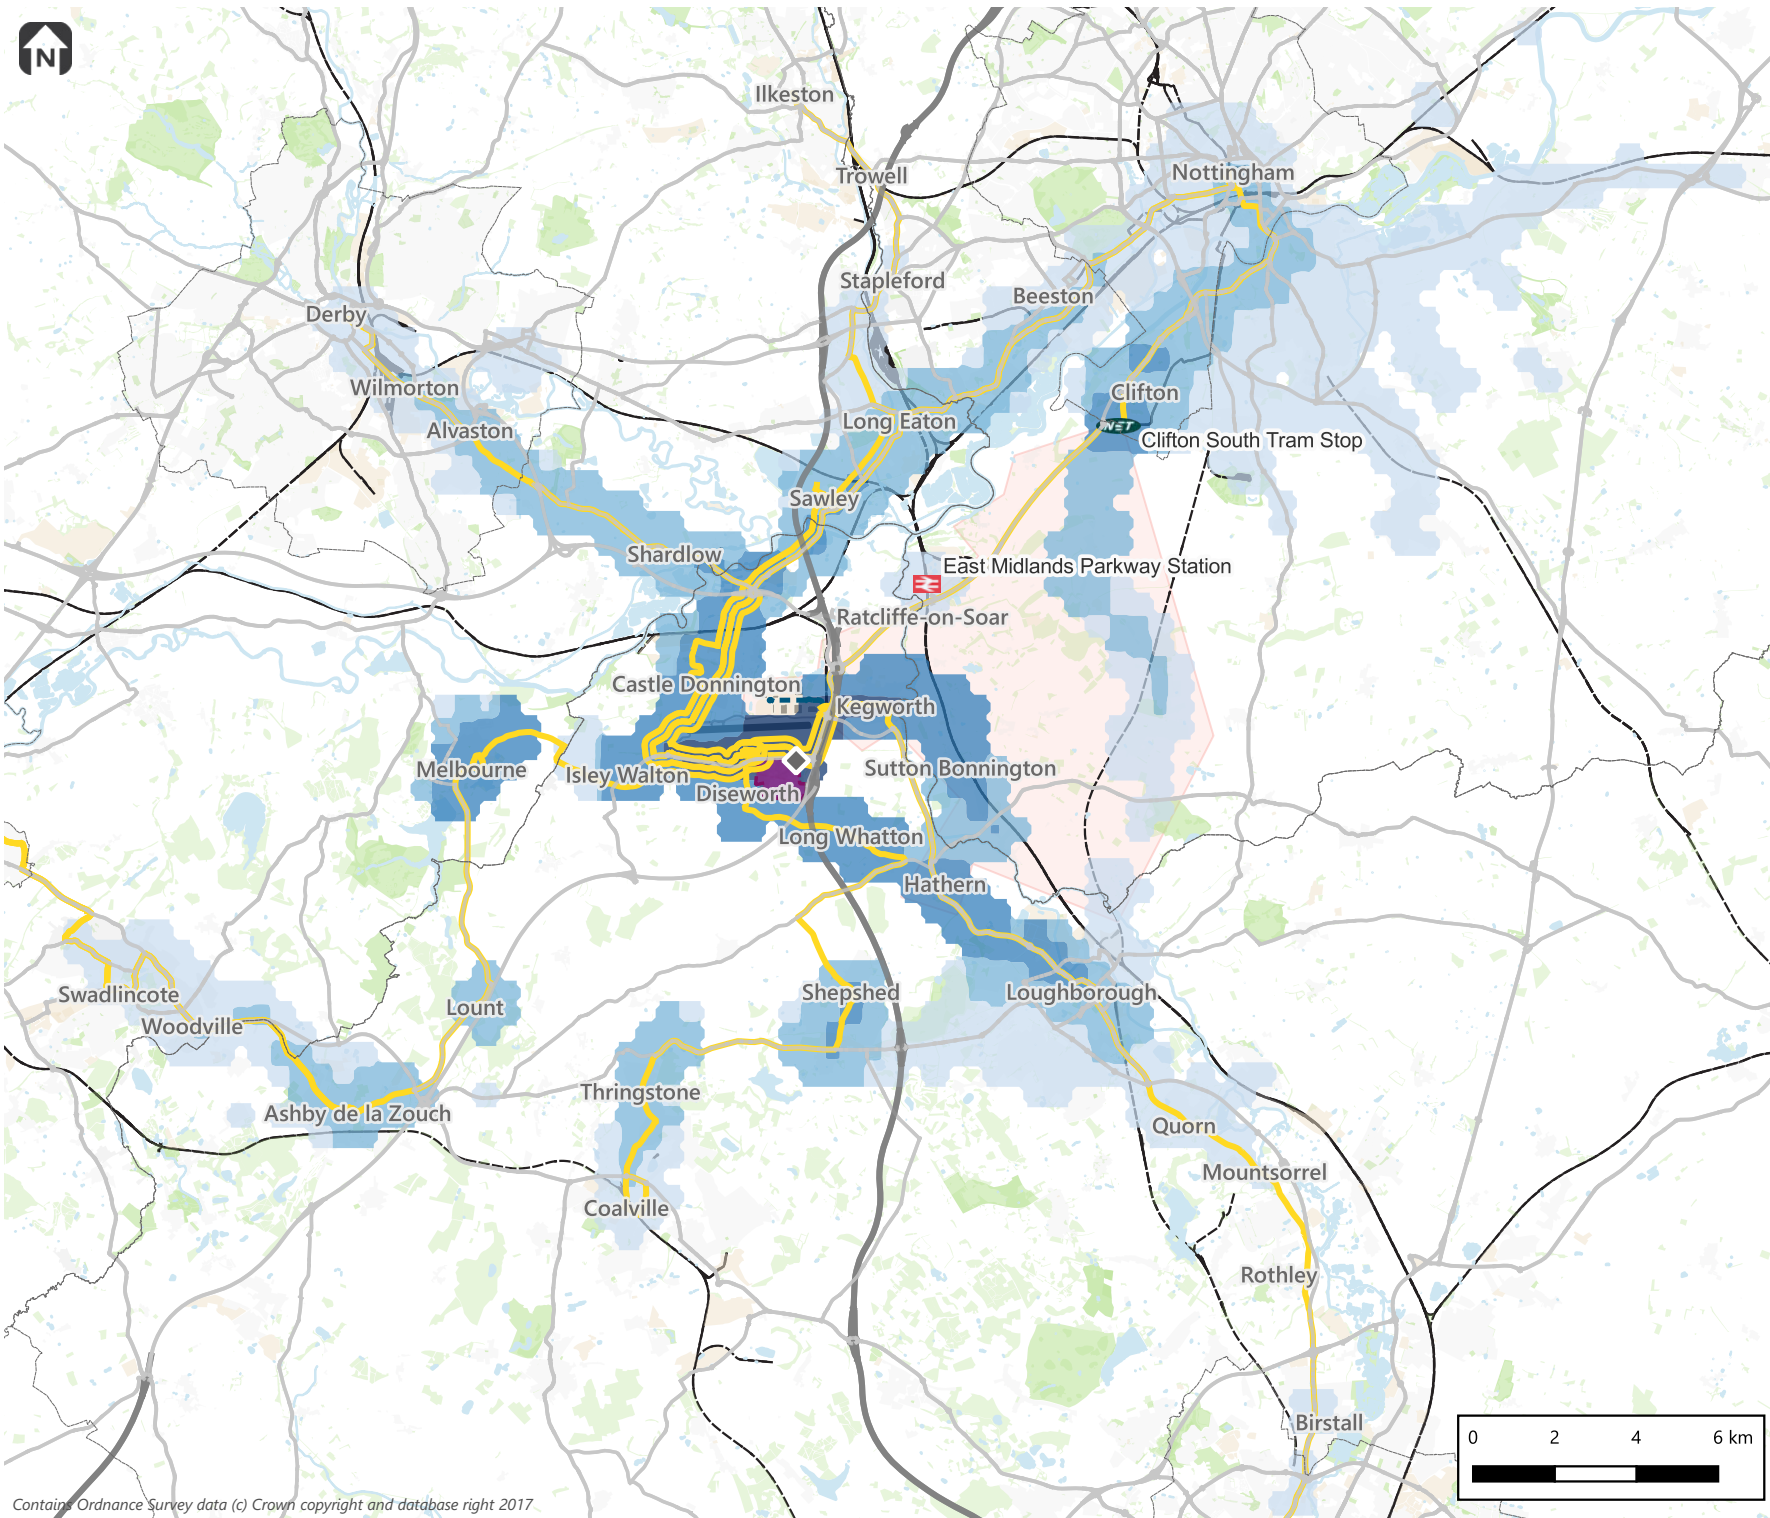 N
Ilkeston
Trowell
Nottingham
Stapleford
Beeston
Derby
Wilmorton
Alvaston
Long Eaton
Clifton
NET
Clifton South Tram Stop
Sawley
Shardlow
East Midlands Parkway Station
Ratcliffe-on-Soar
Castle Donnington
Kegworth
Melbourne
Isley Walton
Sutton Bonnington
Diseworth
Long Whatton
Hathern
Swadlincote
Woodville
Lount
Shepshed
Loughborough
Thringstone
Ashby de la Zouch
Quorn
Mountsorrel
Coalville
Rothley
Birstall
0 2 4 6 km
Contains Ordnance Survey data (c) Crown copyright and database right 2017